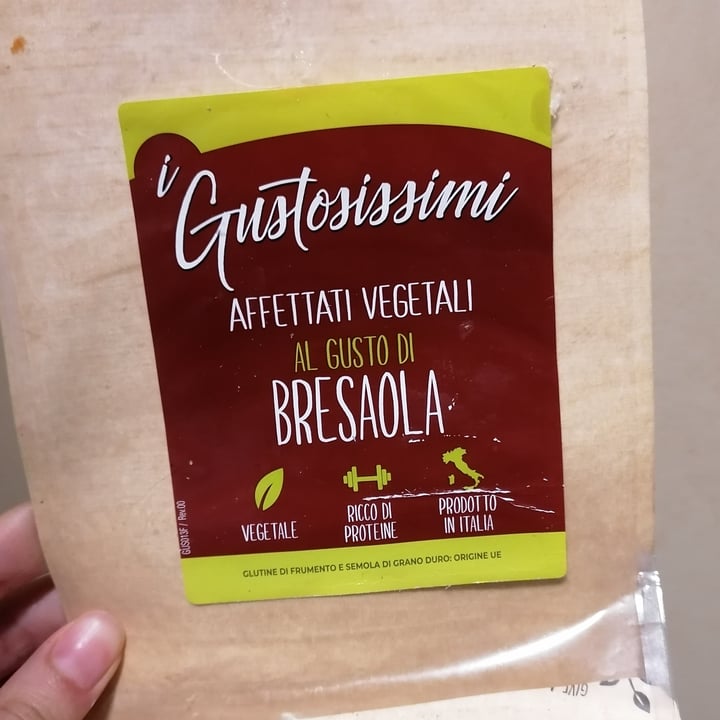 i Gustosissimi
AFFETTATI VEGETALI
AL GUSTO DI
BRESAOLA
VEGETALE
RICCO DI
PROTEINE
PRODOTTO
IN ITALIA
GLUTINE DI FRUMENTO E SEMOLA DI GRANO DURO: ORIGINE UE
GUS013F / Rev.00